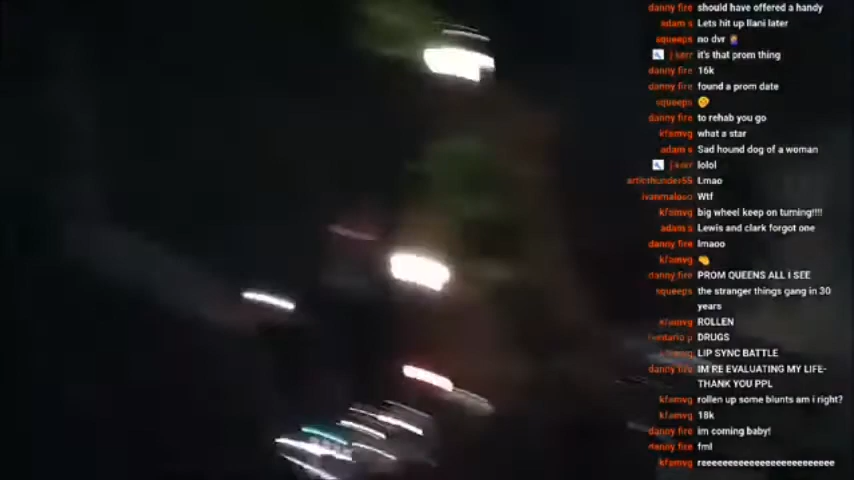 danny fire should have offered a handy
adam s Lets hit up Ilani later
squeeps no dvr 🤦
j karr it's that prom thing
danny fire 16k
danny fire found a prom date
squeeps 🤔
danny fire to rehab you go
kfamvg what a star
adam s Sad hound dog of a woman
j karr lolol
Lmao
Wtf
kfamvg big wheel keep on turning!!!!
adam s Lewis and clark forgot one
danny fire lmaoo
kfamvg 👏
danny fire PROM QUEENS ALL I SEE
squeeps the stranger things gang in 30
years
kfamvg ROLLEN
DRUGS
kfamvg LIP SYNC BATTLE
danny fire IM RE EVALUATING MY LIFE-
THANK YOU PPL
kfamvg rollen up some blunts am i right?
kfamvg 18k
danny fire im coming baby!
danny fire fml
kfamvg reeeeeeeeeeeeeeeeeeeeeeeee